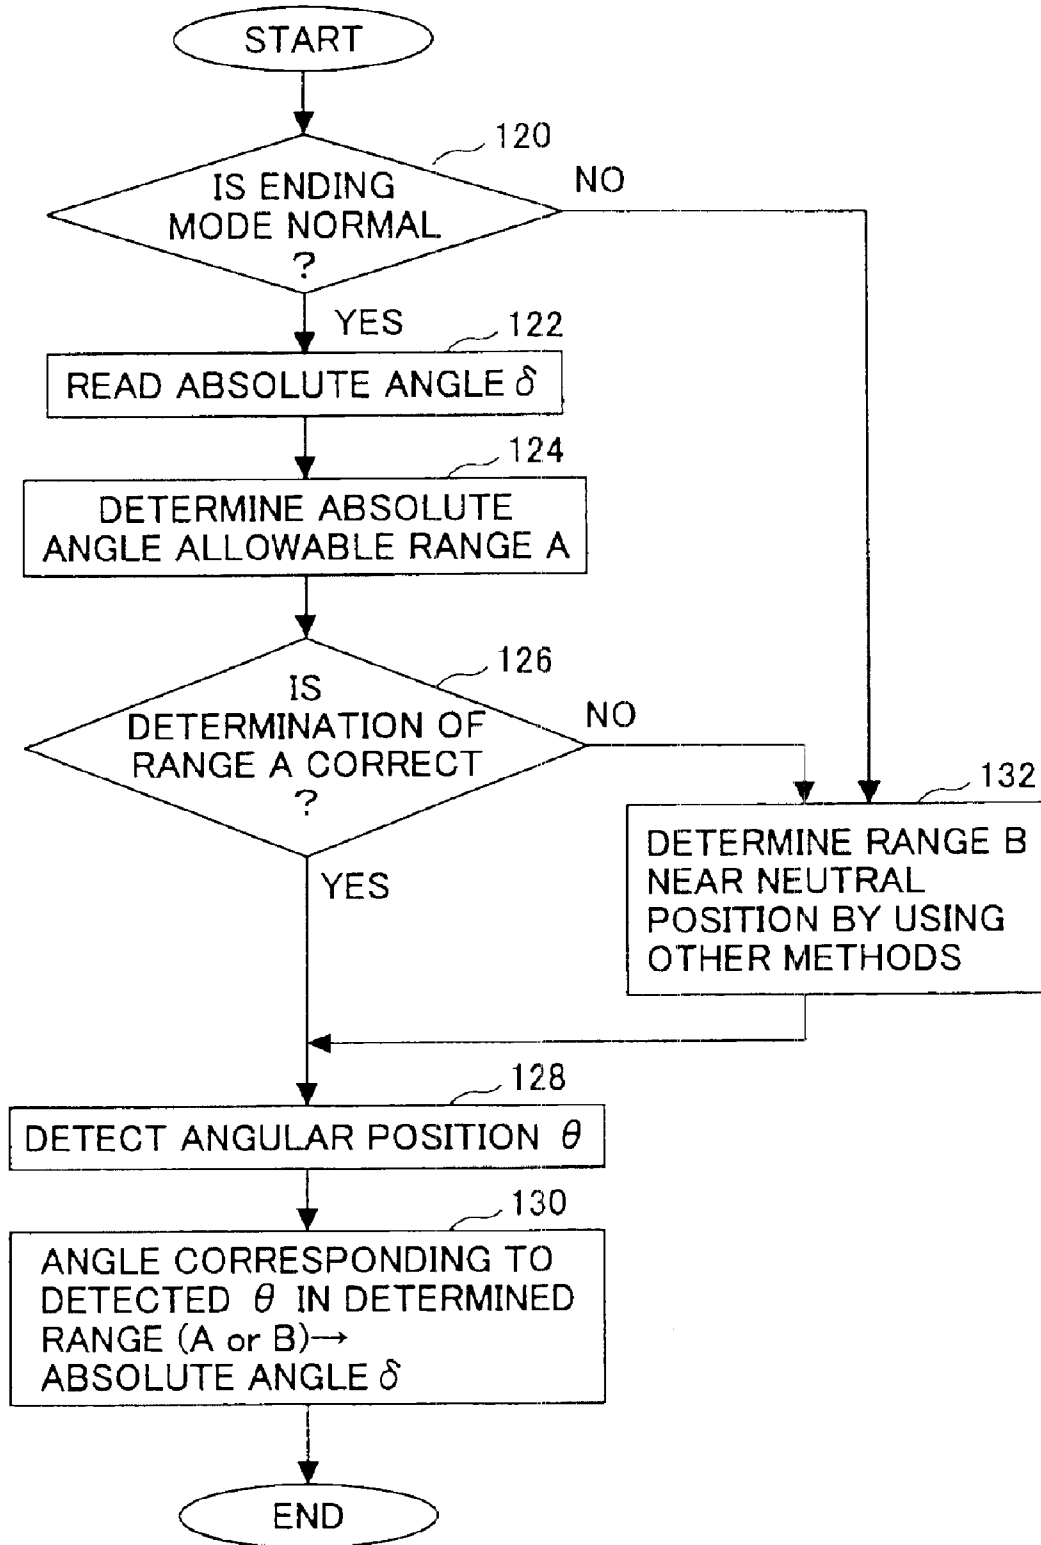 START
120
IS ENDING
MODE NORMAL
?
NO
YES
122
READ ABSOLUTE ANGLE δ
124
DETERMINE ABSOLUTE
ANGLE ALLOWABLE RANGE A
126
IS
DETERMINATION OF
RANGE A CORRECT
?
NO
YES
132
DETERMINE RANGE B
NEAR NEUTRAL
POSITION BY USING
OTHER METHODS
128
DETECT ANGULAR POSITION θ
130
ANGLE CORRESPONDING TO
DETECTED θ IN DETERMINED
RANGE (A or B)→
ABSOLUTE ANGLE δ
END